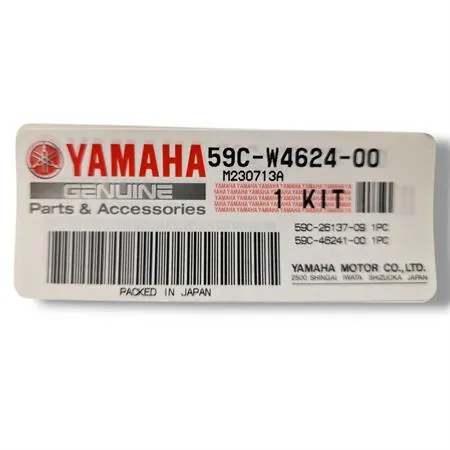 YAMAHA 59C-W4624-00
M230713A
GENUINE
Parts & Accessories
1 KIT
59C-26137-09 1PC
59C-46241-00 1PC
YAMAHA MOTOR CO.,LTD.
2500 SHINGAI IWATA SHIZUOKA JAPAN
PACKED IN JAPAN